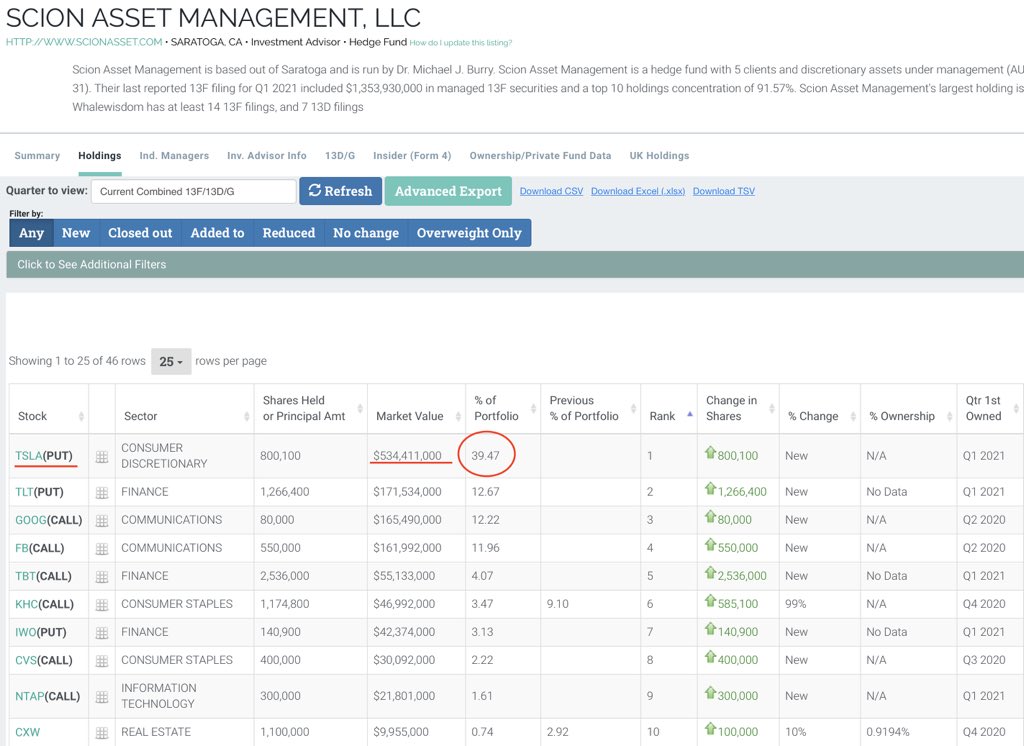 SCION ASSET MANAGEMENT, LLC
HTTP://WWW.SCIONASSET.COM • SARATOGA, CA • Investment Advisor • Hedge Fund How do I update this listing?
Scion Asset Management is based out of Saratoga and is run by Dr. Michael J. Burry. Scion Asset Management is a hedge fund with 5 clients and discretionary assets under management (AU
31). Their last reported 13F filing for Q1 2021 included $1,353,930,000 in managed 13F securities and a top 10 holdings concentration of 91.57%. Scion Asset Management's largest holding is
Whalewisdom has at least 14 13F filings, and 7 13D filings
Summary Holdings Ind. Managers Inv. Advisor Info 13D/G Insider (Form 4) Ownership/Private Fund Data UK Holdings
Quarter to view: Current Combined 13F/13D/G Refresh Advanced Export Download CSV Download Excel (.xlsx) Download TSV
Filter by:
Any New Closed out Added to Reduced No change Overweight Only
Click to See Additional Filters
Showing 1 to 25 of 46 rows 25 rows per page
Stock Sector Shares Held or Principal Amt Market Value % of Portfolio Previous % of Portfolio Rank Change in Shares % Change % Ownership Qtr 1st Owned
TSLA(PUT) CONSUMER DISCRETIONARY 800,100 $534,411,000 39.47 1 800,100 New N/A Q1 2021
TLT(PUT) FINANCE 1,266,400 $171,534,000 12.67 2 1,266,400 New No Data Q1 2021
GOOG(CALL) COMMUNICATIONS 80,000 $165,490,000 12.22 3 80,000 New N/A Q2 2020
FB(CALL) COMMUNICATIONS 550,000 $161,992,000 11.96 4 550,000 New N/A Q2 2020
TBT(CALL) FINANCE 2,536,000 $55,133,000 4.07 5 2,536,000 New No Data Q1 2021
KHC(CALL) CONSUMER STAPLES 1,174,800 $46,992,000 3.47 9.10 6 585,100 99% N/A Q4 2020
IWO(PUT) FINANCE 140,900 $42,374,000 3.13 7 140,900 New No Data Q1 2021
CVS(CALL) CONSUMER STAPLES 400,000 $30,092,000 2.22 8 400,000 New N/A Q3 2020
NTAP(CALL) INFORMATION TECHNOLOGY 300,000 $21,801,000 1.61 9 300,000 New N/A Q1 2021
CXW REAL ESTATE 1,100,000 $9,955,000 0.74 2.92 10 100,000 10% 0.9194% Q4 2020